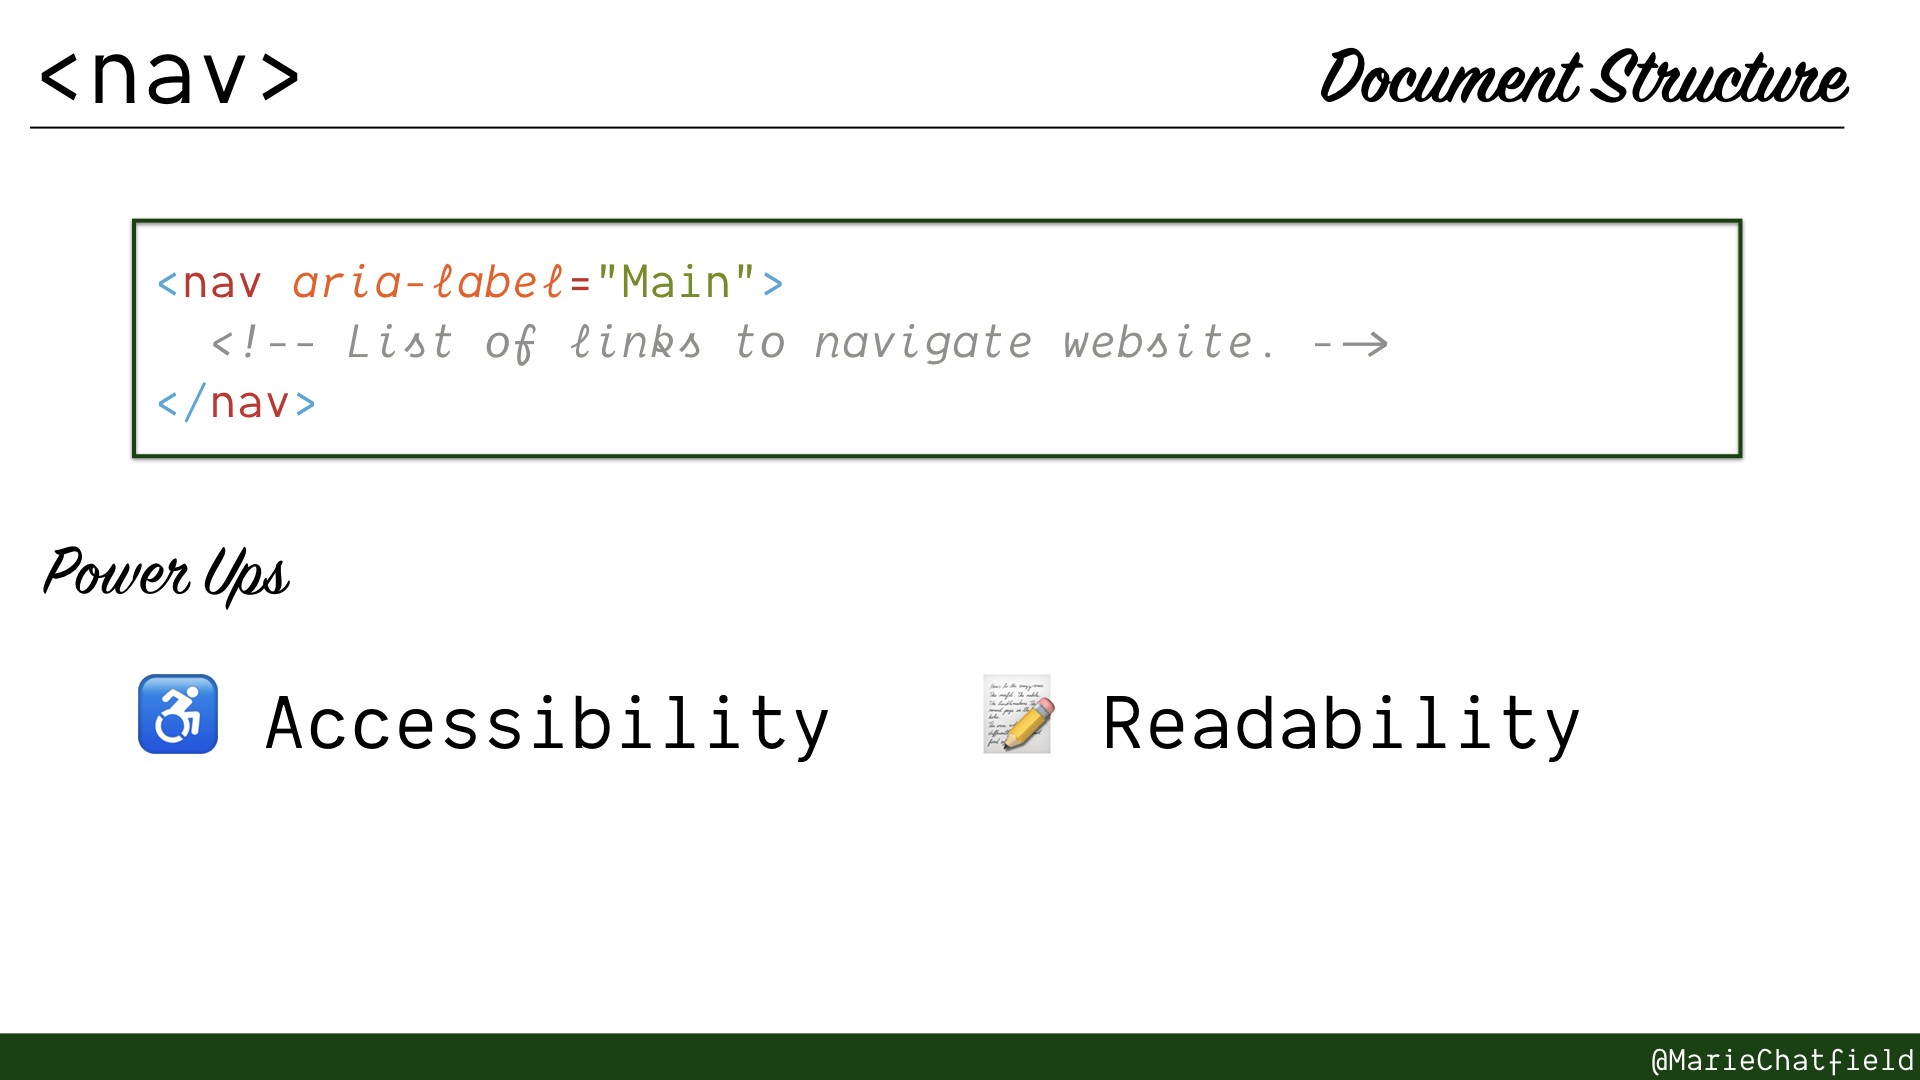 <nav>
Document Structure
<nav aria-label="Main">
<!-- List of links to navigate website. -->
</nav>
Power Ups
Accessibility
Readability
@MarieChatfield